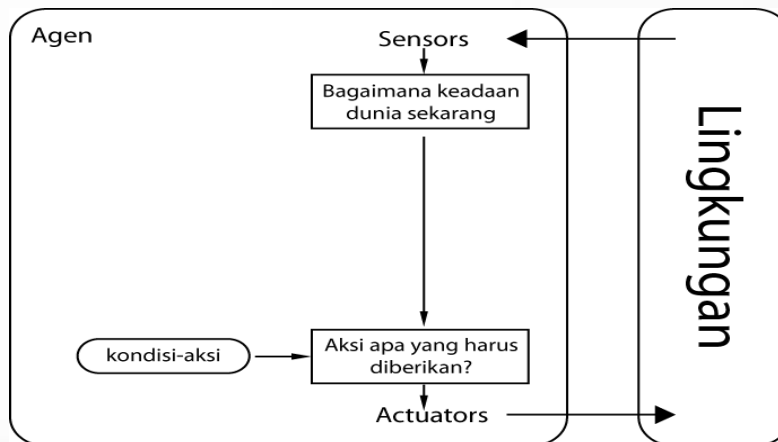 Agen
Sensors
Bagaimana keadaan
dunia sekarang
Lingkungan
kondisi-aksi
Aksi apa yang harus
diberikan?
Actuators